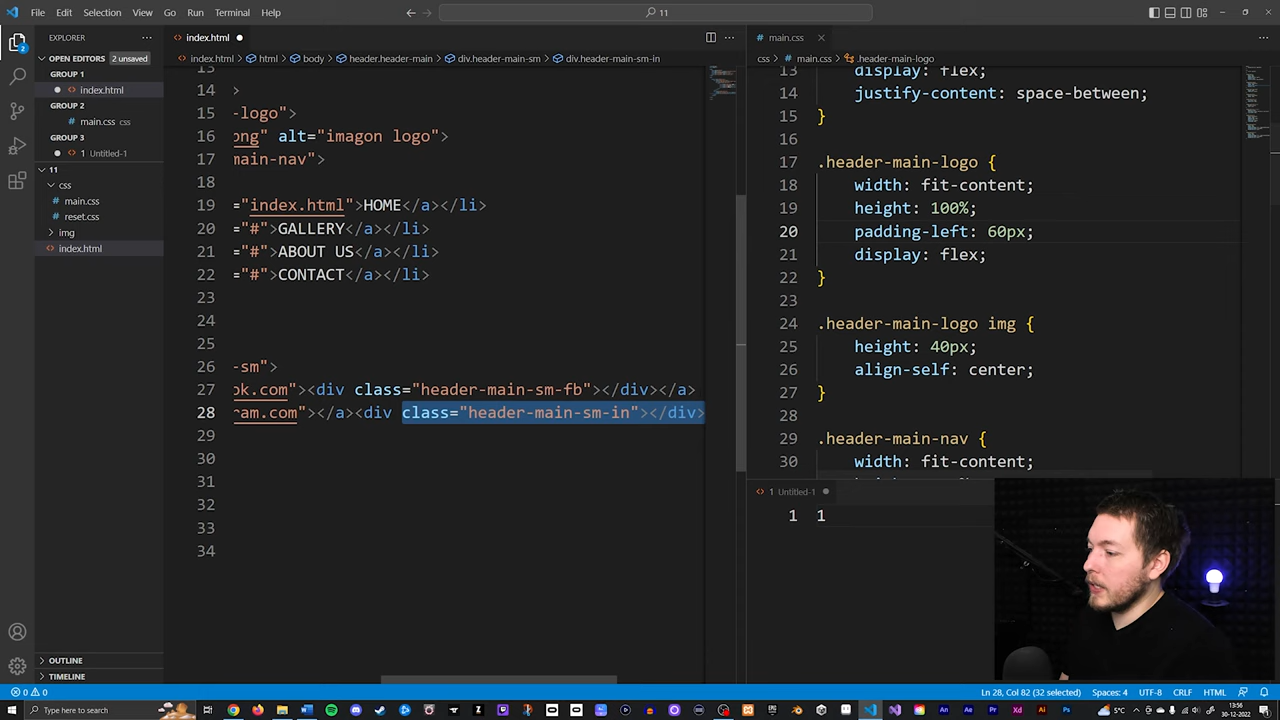 File Edit Selection View Go Run Terminal Help
11
EXPLORER
OPEN EDITORS 2 unsaved
GROUP 1
index.html
GROUP 2
main.css css
GROUP 3
1 Untitled-1
11
css
main.css
reset.css
img
index.html
OUTLINE
TIMELINE
index.html
index.html > html > body > header.header-main > div.header-main-sm > div.header-main-sm-in
13
14 >
15 -logo">
16 ong" alt="imagon logo">
17 main-nav">
18
19 ="index.html">HOME</a></li>
20 ="#">GALLERY</a></li>
21 ="#">ABOUT US</a></li>
22 ="#">CONTACT</a></li>
23
24
25
26 -sm">
27 ok.com"><div class="header-main-sm-fb"></div></a>
28 ram.com"></a><div class="header-main-sm-in"></div>
29
30
31
32
33
34
main.css
css > main.css > .header-main-logo
13 display: flex;
14 justify-content: space-between;
15 }
16
17 .header-main-logo {
18 width: fit-content;
19 height: 100%;
20 padding-left: 60px;
21 display: flex;
22 }
23
24 .header-main-logo img {
25 height: 40px;
26 align-self: center;
27 }
28
29 .header-main-nav {
30 width: fit-content;
1 Untitled-1
1 1
0 0
Ln 28, Col 82 (32 selected) Spaces: 4 UTF-8 CRLF HTML
Type here to search
5°C
13:56
30-12-2022